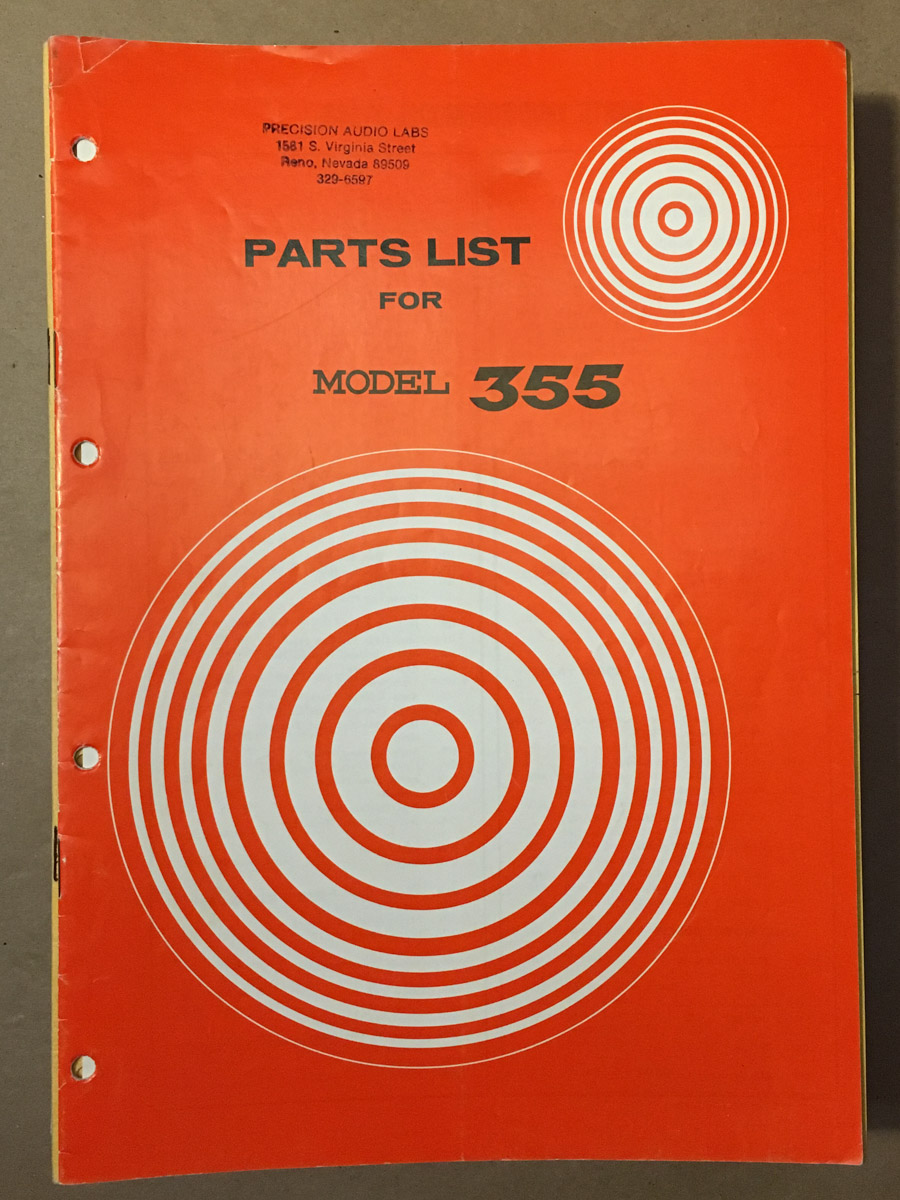 PRECISION AUDIO LABS
1581 S. Virginia Street
Reno, Nevada 89509
329-6597
PARTS LIST
FOR
MODEL 355